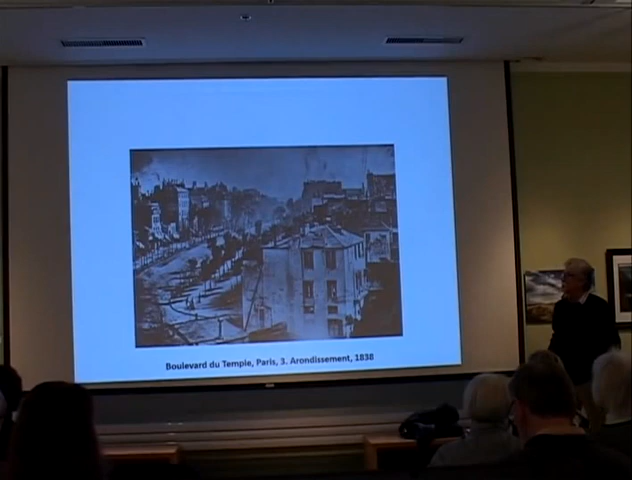 Boulevard du Temple, Paris, 3. Arondissement, 1838